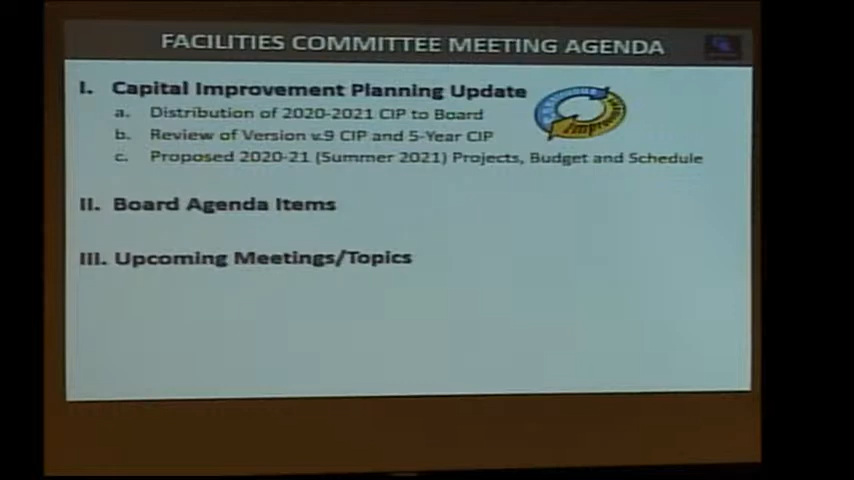 FACILITIES COMMITTEE MEETING AGENDA
I. Capital Improvement Planning Update
a. Distribution of 2020-2021 CIP to Board
b. Review of Version v.9 CIP and 5-Year CIP
c. Proposed 2020-21 (Summer 2021) Projects, Budget and Schedule
II. Board Agenda Items
III. Upcoming Meetings/Topics